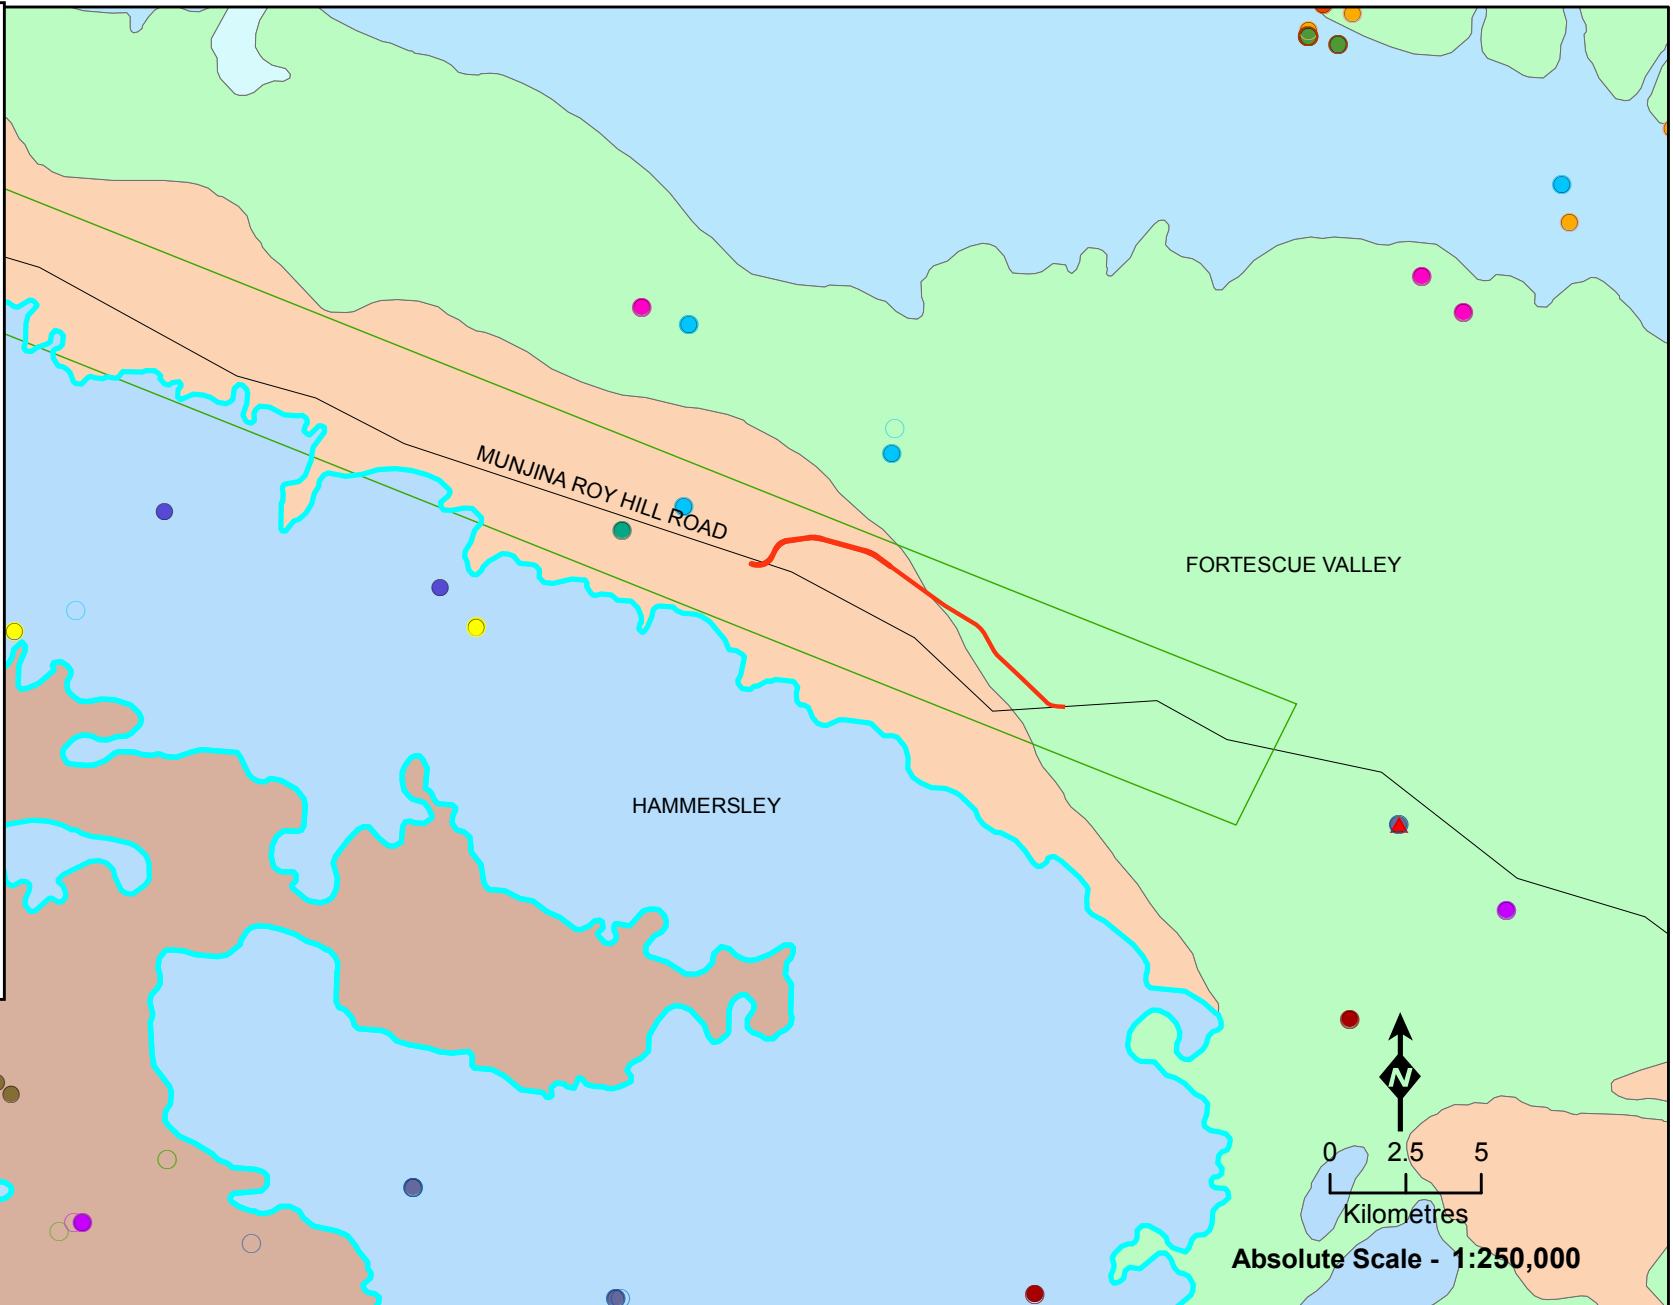 MUNJINA ROY HILL ROAD
FORTESCUE VALLEY
HAMMERSLEY
N
0 2.5 5
Kilometres
Absolute Scale - 1:250,000